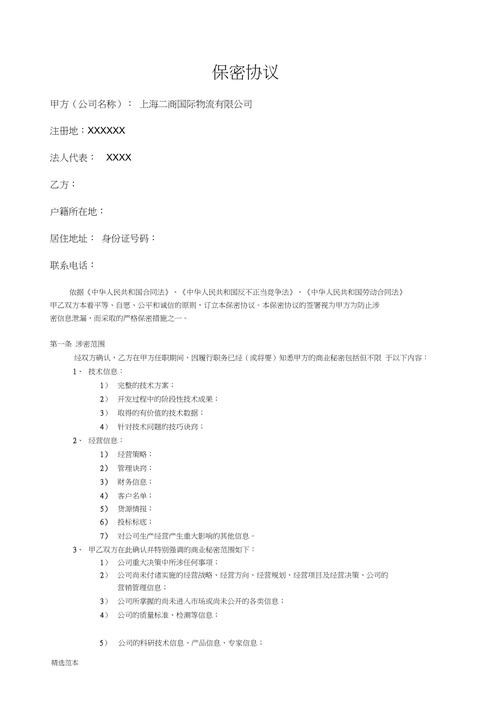 保密协议
甲方（公司名称）： 上海二商国际物流有限公司
注册地：XXXXXX
法人代表： XXXX
乙方：
户籍所在地：
居住地址： 身份证号码：
联系电话：
依据《中华人民共和国合同法》、《中华人民共和国反不正当竞争法》、《中华人民共和国劳动合同法》
甲乙双方本着平等、自愿、公平和诚信的原则，订立本保密协议。本保密协议的签署视为甲方为防止涉
密信息泄漏，而采取的严格保密措施之一。
第一条 涉密范围
经双方确认，乙方在甲方任职期间，因履行职务已经（或将要）知悉甲方的商业秘密包括但不限 于以下内容：
1、 技术信息：
1） 完整的技术方案；
2） 开发过程中的阶段性技术成果；
3） 取得的有价值的技术数据；
4） 针对技术问题的技巧诀窍；
2、 经营信息：
1） 经营策略；
2） 管理诀窍；
3） 财务信息；
4） 客户名单；
5） 货源情报；
6） 投标标底；
7） 对公司生产经营产生重大影响的其他信息。
3、 甲乙双方在此确认并特别强调的商业秘密范围如下：
1） 公司重大决策中所涉任何事项；
2） 公司尚未付诸实施的经营战略、经营方向、经营规划、经营项目及经营决策、公司的
营销管理信息；
3） 公司所掌握的尚未进入市场或尚未公开的各类信息；
4） 公司的质量标准、检测等信息；
5） 公司的科研技术信息、产品信息、专家信息；
精选范本